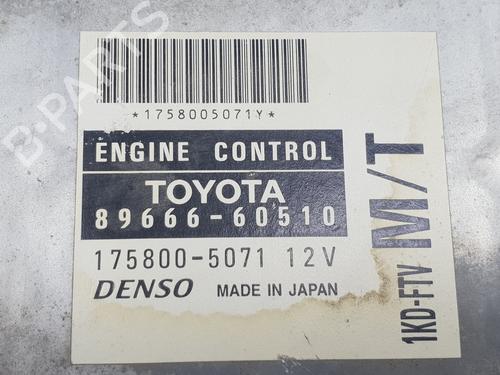 *1758005071Y*
ENGINE CONTROL
TOYOTA
89666-60510
175800-5071 12V
DENSO MADE IN JAPAN
1KD-FTV M/T
B-PARTS